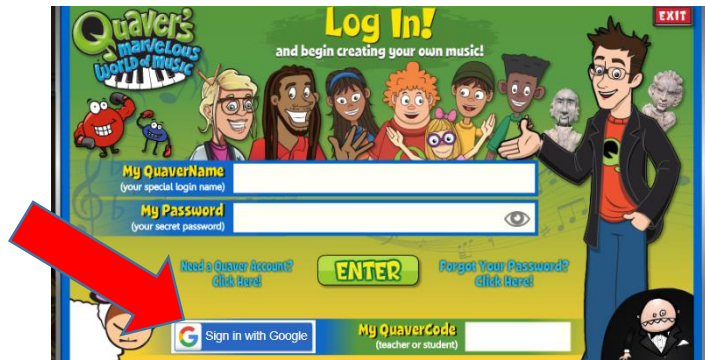 Quaver's
marvelous
World of Music
Log In!
and begin creating your own music!
EXIT
My QuaverName
(your special login name)
My Password
(your secret password)
Need a Quaver Account?
Click Here!
ENTER
Forgot Your Password?
Click Here!
G Sign in with Google
My QuaverCode
(teacher or student)